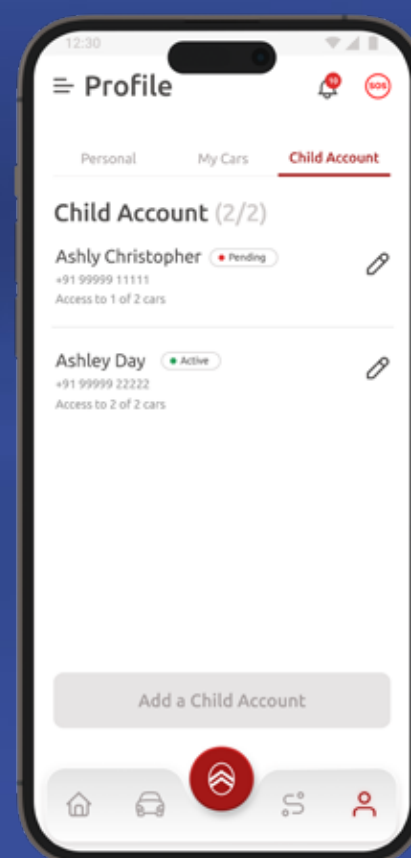 12:30
Profile
10
SOS
Personal My Cars Child Account
Child Account (2/2)
Ashly Christopher Pending
+91 99999 11111
Access to 1 of 2 cars
Ashley Day Active
+91 99999 22222
Access to 2 of 2 cars
Add a Child Account